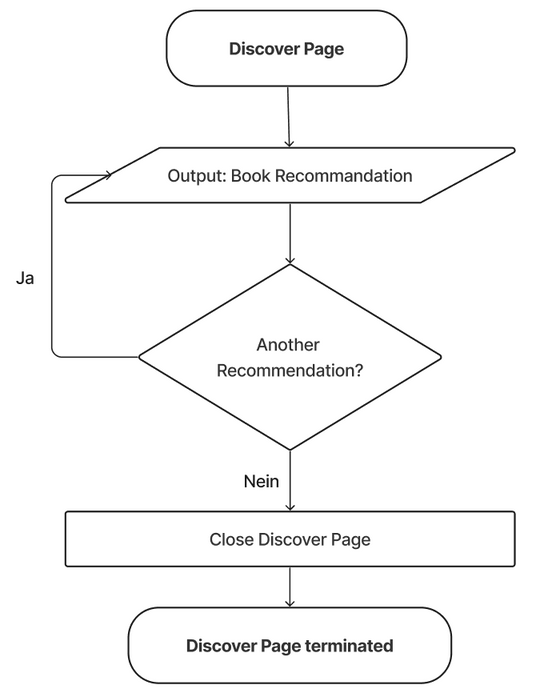 Discover Page
Output: Book Recommandation
Ja
Another
Recommendation?
Nein
Close Discover Page
Discover Page terminated